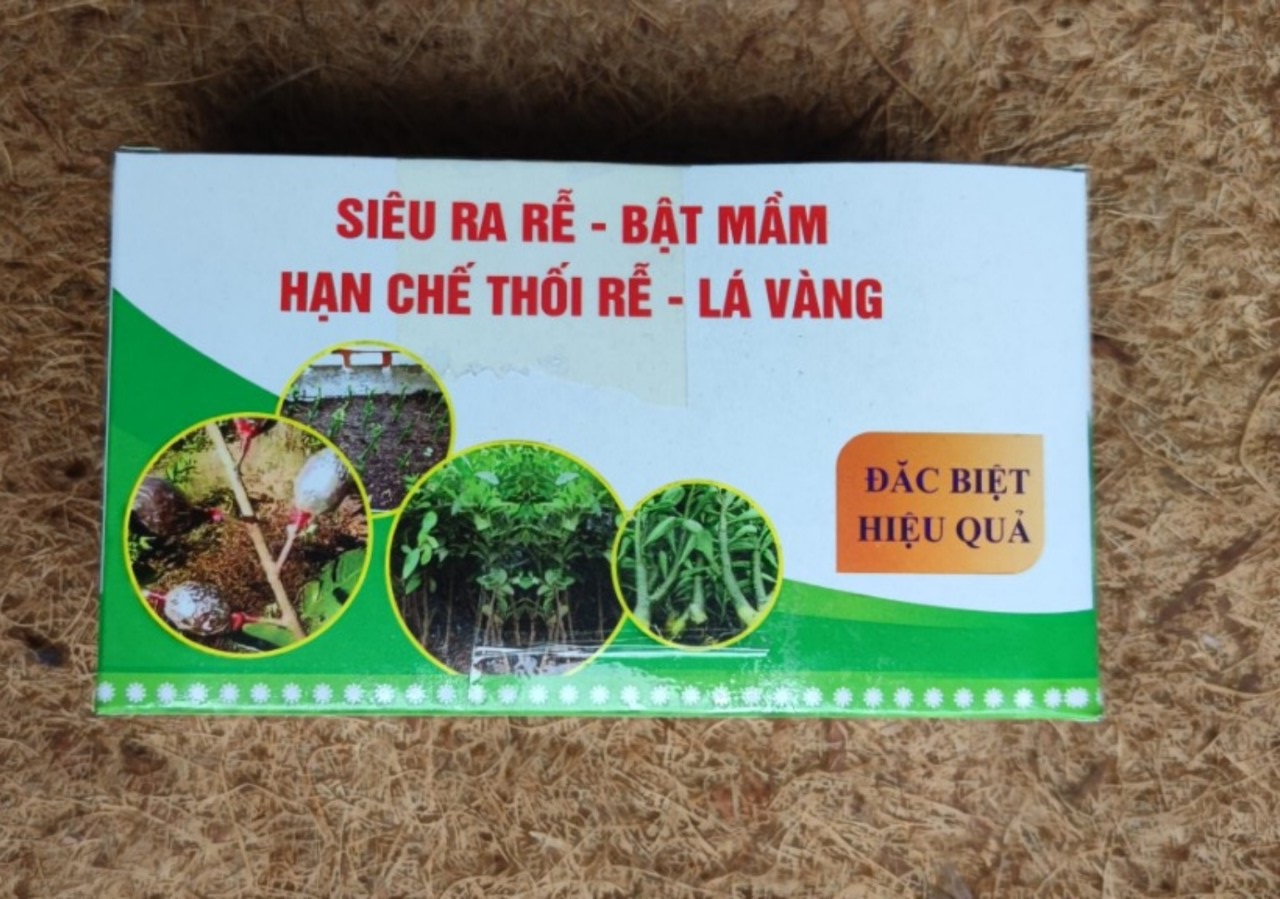 SIÊU RA RỄ - BẬT MẦM
HẠN CHẾ THỐI RỄ - LÁ VÀNG
ĐẶC BIỆT
HIỆU QUẢ